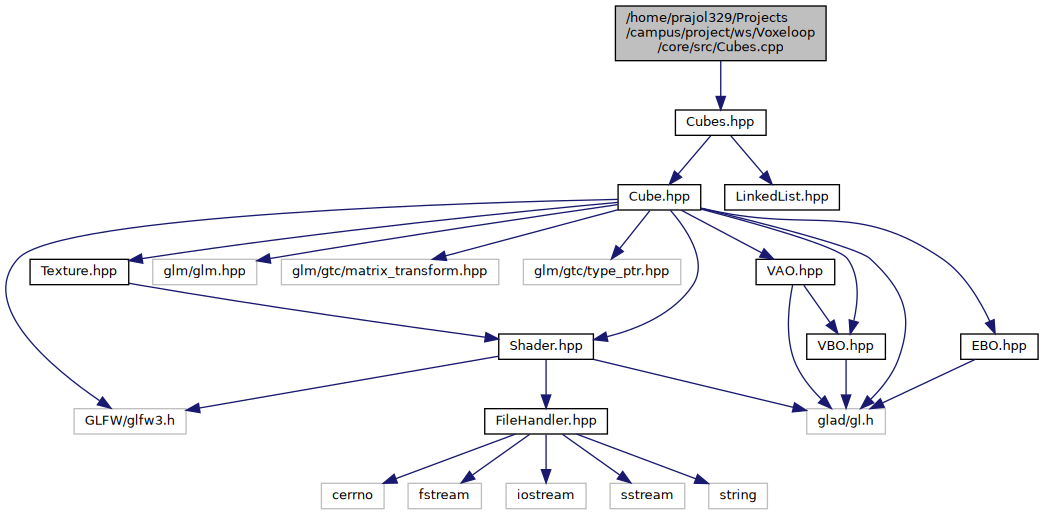 /home/prajol329/Projects
/campus/project/ws/Voxeloop
/core/src/Cubes.cpp
Cubes.hpp
Cube.hpp
LinkedList.hpp
Texture.hpp
glm/glm.hpp
glm/gtc/matrix_transform.hpp
glm/gtc/type_ptr.hpp
VAO.hpp
Shader.hpp
VBO.hpp
EBO.hpp
GLFW/glfw3.h
FileHandler.hpp
glad/gl.h
cerrno
fstream
iostream
sstream
string